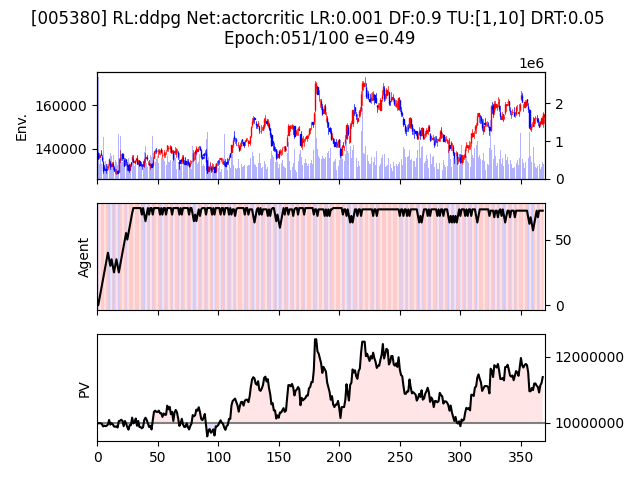 [005380] RL:ddpg Net:actorcritic LR:0.001 DF:0.9 TU:[1,10] DRT:0.05
Epoch:051/100 e=0.49
1e6
Env.
160000
140000
2
1
0
Agent
50
0
PV
12000000
10000000
0 50 100 150 200 250 300 350